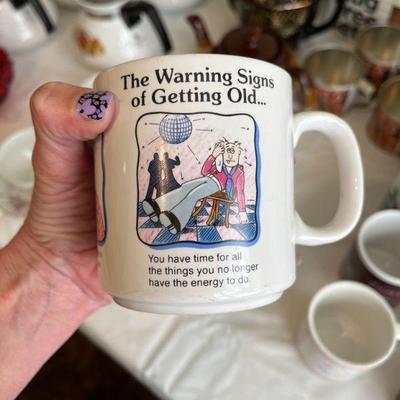 The Warning Signs
of Getting Old...
You have time for all
the things you no longer
have the energy to do.